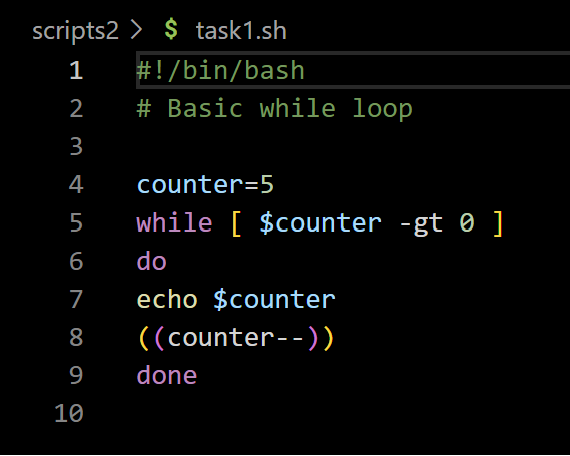 scripts2 > $ task1.sh
1 #!/bin/bash
2 # Basic while loop
3
4 counter=5
5 while [ $counter -gt 0 ]
6 do
7 echo $counter
8 ((counter--))
9 done
10